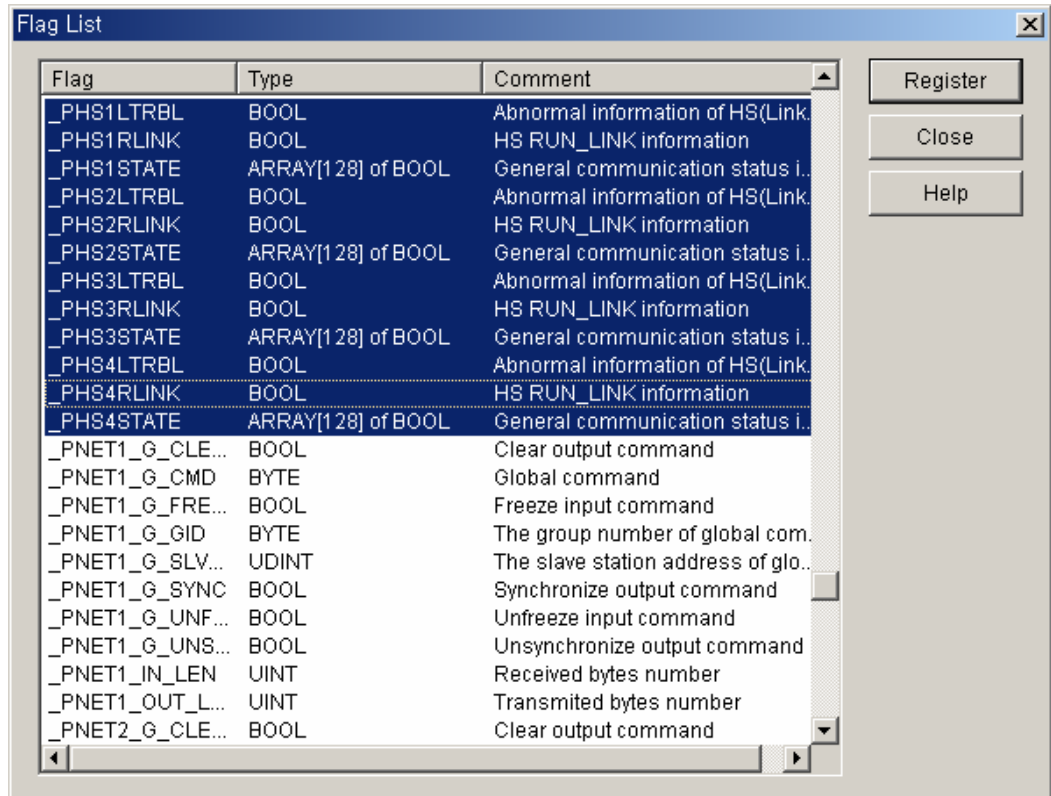 Flag List
Flag Type Comment
_PHS1LTRBL BOOL Abnormal information of HS(Link.
_PHS1RLINK BOOL HS RUN_LINK information
_PHS1STATE ARRAY[128] of BOOL General communication status i..
_PHS2LTRBL BOOL Abnormal information of HS(Link.
_PHS2RLINK BOOL HS RUN_LINK information
_PHS2STATE ARRAY[128] of BOOL General communication status i..
_PHS3LTRBL BOOL Abnormal information of HS(Link.
_PHS3RLINK BOOL HS RUN_LINK information
_PHS3STATE ARRAY[128] of BOOL General communication status i..
_PHS4LTRBL BOOL Abnormal information of HS(Link.
_PHS4RLINK BOOL HS RUN_LINK information
_PHS4STATE ARRAY[128] of BOOL General communication status i..
_PNET1_G_CLE... BOOL Clear output command
_PNET1_G_CMD BYTE Global command
_PNET1_G_FRE... BOOL Freeze input command
_PNET1_G_GID BYTE The group number of global com.
_PNET1_G_SLV... UDINT The slave station address of glo..
_PNET1_G_SYNC BOOL Synchronize output command
_PNET1_G_UNF... BOOL Unfreeze input command
_PNET1_G_UNS... BOOL Unsynchronize output command
_PNET1_IN_LEN UINT Received bytes number
_PNET1_OUT_L... UINT Transmited bytes number
_PNET2_G_CLE... BOOL Clear output command
Register
Close
Help